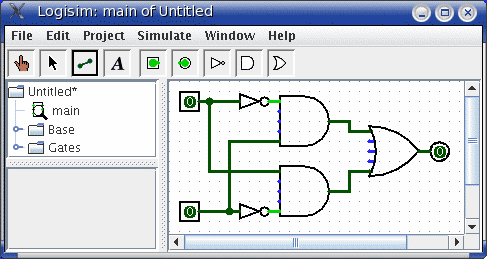 Logisim: main of Untitled
File Edit Project Simulate Window Help
A
Untitled*
main
Base
Gates
0
0
0